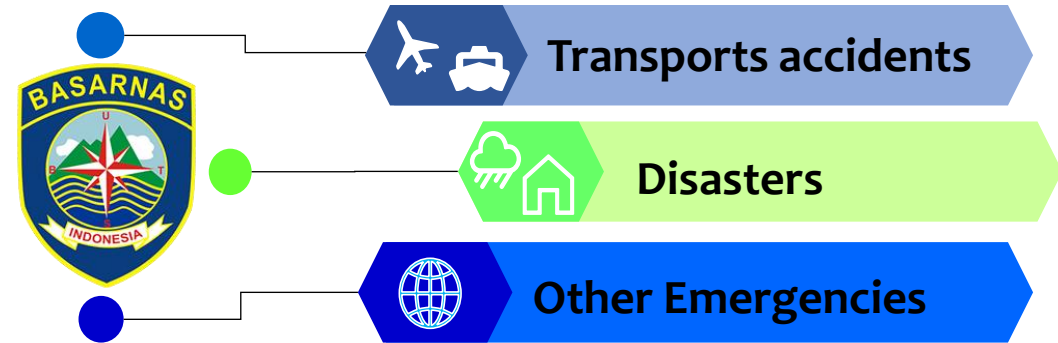 Transports accidents
BASARNAS
U
B
T
S
INDONESIA
Disasters
Other Emergencies